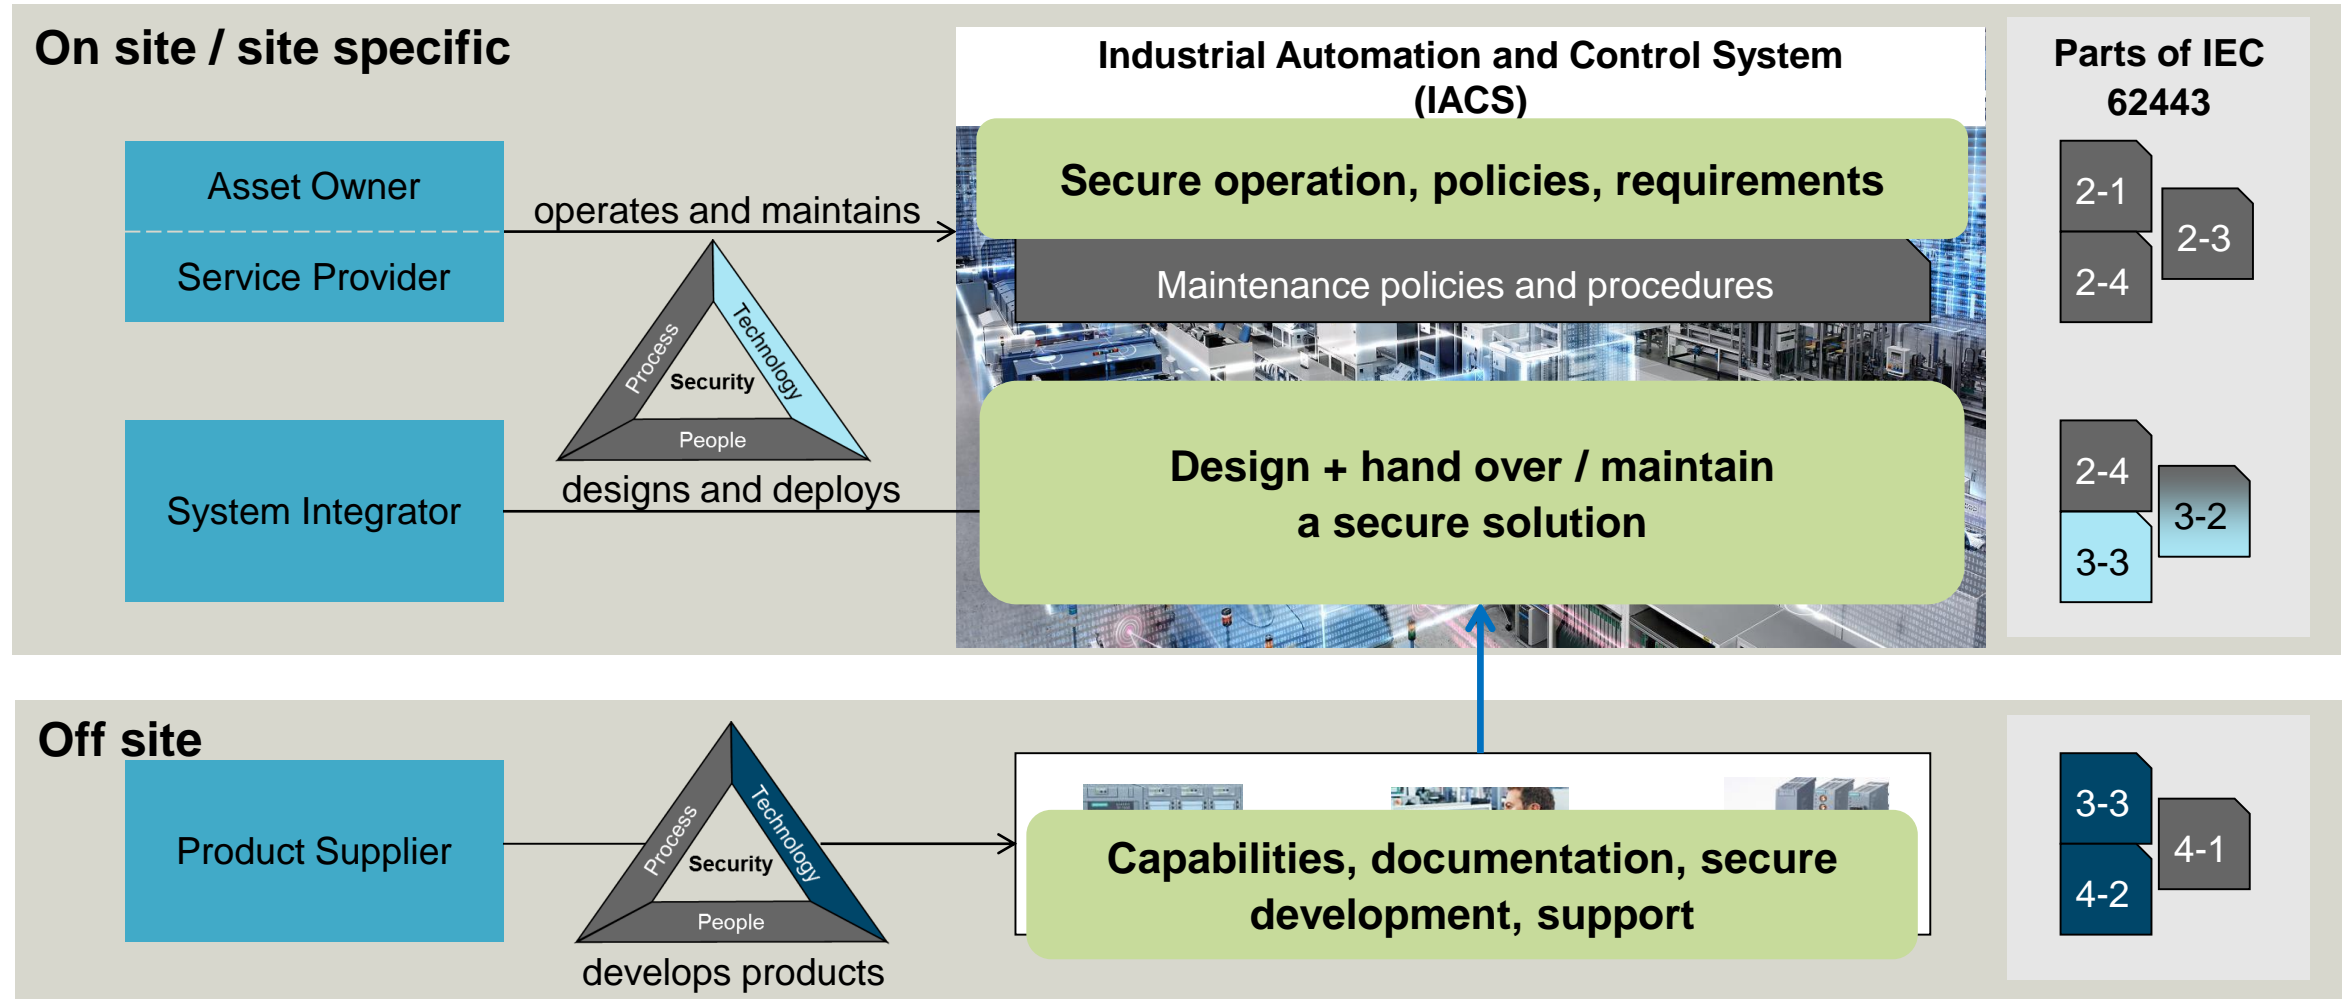 On site / site specific
Industrial Automation and Control System
(IACS)
Parts of IEC
62443
Asset Owner
Service Provider
operates and maintains
Secure operation, policies, requirements
Maintenance policies and procedures
2-1
2-3
2-4
Process
Technology
Security
People
System Integrator
designs and deploys
Design + hand over / maintain
a secure solution
2-4
3-2
3-3
Off site
Product Supplier
Process
Technology
Security
People
develops products
Capabilities, documentation, secure
development, support
3-3
4-1
4-2